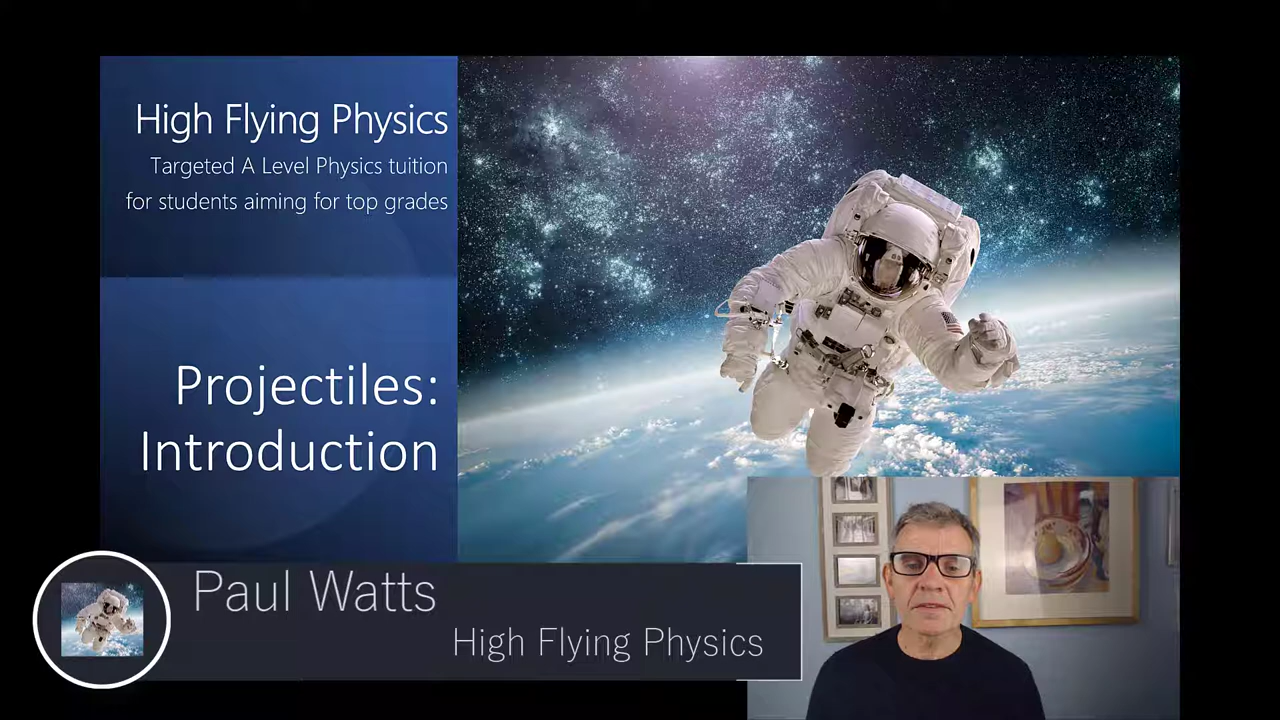 High Flying Physics
Targeted A Level Physics tuition
for students aiming for top grades
Projectiles:
Introduction
Paul Watts
High Flying Physics